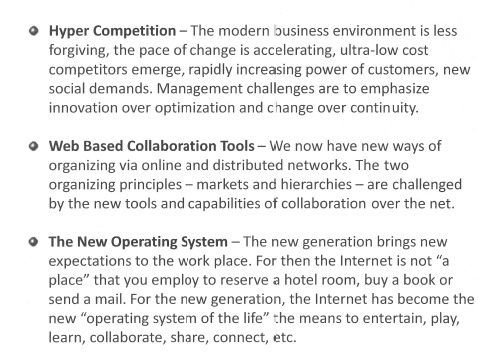 Hyper Competition – The modern business environment is less
forgiving, the pace of change is accelerating, ultra-low cost
competitors emerge, rapidly increasing power of customers, new
social demands. Management challenges are to emphasize
innovation over optimization and change over continuity.
Web Based Collaboration Tools – We now have new ways of
organizing via online and distributed networks. The two
organizing principles – markets and hierarchies – are challenged
by the new tools and capabilities of collaboration over the net.
The New Operating System – The new generation brings new
expectations to the work place. For then the Internet is not “a
place” that you employ to reserve a hotel room, buy a book or
send a mail. For the new generation, the Internet has become the
new “operating system of the life” the means to entertain, play,
learn, collaborate, share, connect, etc.